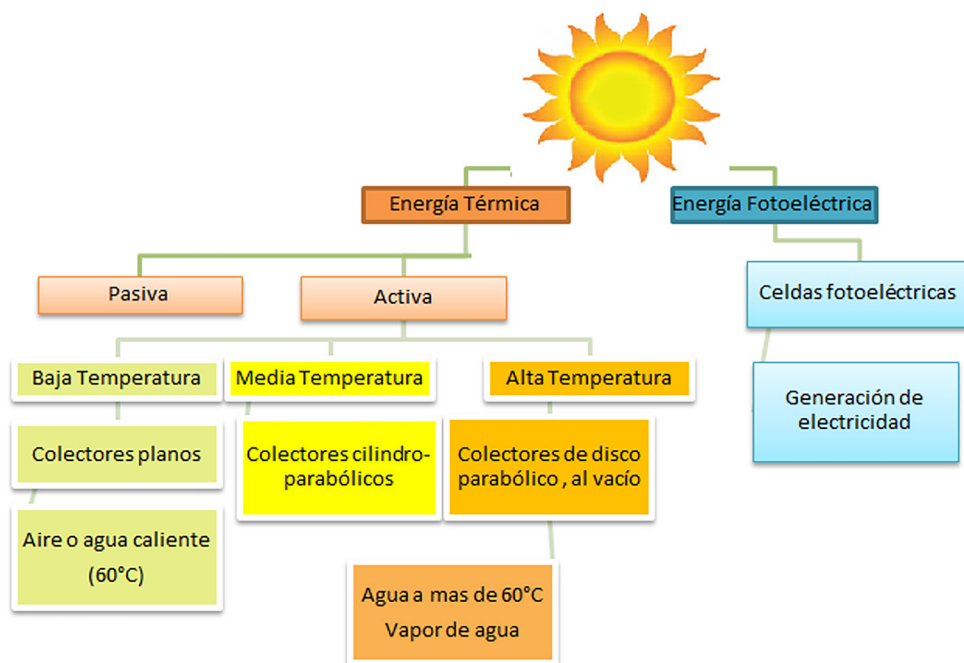 Energía Térmica
Energía Fotoeléctrica
Pasiva
Activa
Celdas fotoeléctricas
Baja Temperatura
Media Temperatura
Alta Temperatura
Generación de
electricidad
Colectores planos
Colectores cilindro-
parabólicos
Colectores de disco
parabólico , al vacío
Aire o agua caliente
(60°C)
Agua a mas de 60°C
Vapor de agua